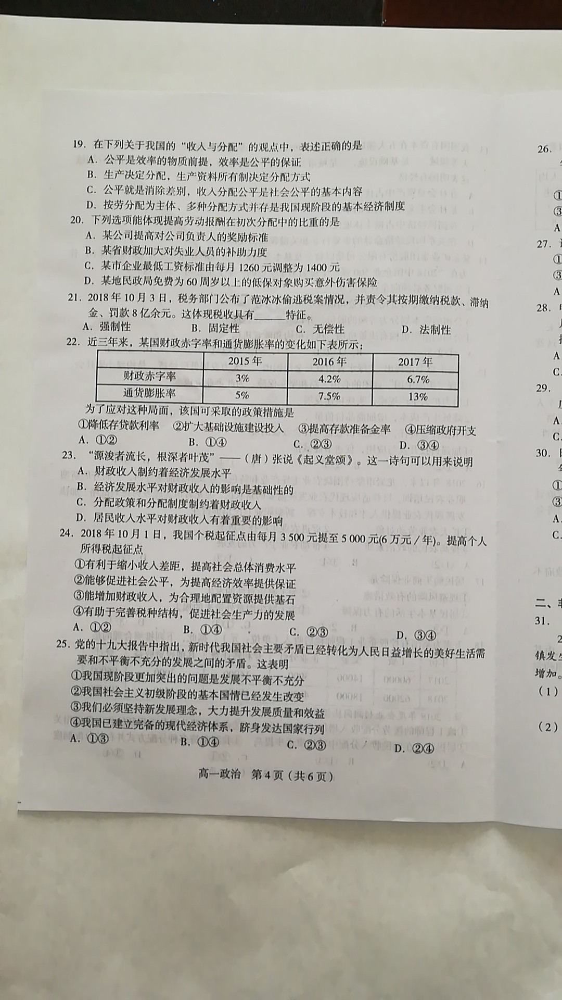 19. 在下列关于我国的“收入与分配”的观点中，表述正确的是
A. 公平是效率的物质前提，效率是公平的保证
B. 生产决定分配，生产资料所有制决定分配方式
C. 公平就是消除差别，收入分配公平是社会公平的基本内容
D. 按劳分配为主体、多种分配方式并存是我国现阶段的基本经济制度
20. 下列选项能体现提高劳动报酬在初次分配中的比重的是
A. 某公司提高对公司负责人的奖励标准
B. 某省财政加大对失业人员的补助力度
C. 某市企业最低工资标准由每月 1260 元调整为 1400 元
D. 某地民政局免费为 60 周岁以上的低保对象购买意外伤害保险
21. 2018 年 10 月 3 日，税务部门公布了范冰冰偷逃税案情况，并责令其按期缴纳税款、滞纳
金、罚款 8 亿余元。这体现税收具有______特征。
A. 强制性 B. 固定性 C. 无偿性 D. 法制性
22. 近三年来，某国财政赤字率和通货膨胀率的变化如下表所示：
2015 年 2016 年 2017 年
财政赤字率 3% 4.2% 6.7%
通货膨胀率 5% 7.5% 13%
为了应对这种局面，该国可采取的政策措施是
①降低存贷款利率 ②扩大基础设施建设投入 ③提高存款准备金率 ④压缩政府开支
A. ①② B. ①④ C. ②③ D. ③④
23. “源浚者流长，根深者叶茂”——（唐）张说《起义堂颂》。这一诗句可以用来说明
A. 财政收入制约着经济发展水平
B. 经济发展水平对财政收入的影响是基础性的
C. 分配政策和分配制度制约着财政收入
D. 居民收入水平对财政收入有着重要的影响
24. 2018 年 10 月 1 日，我国个税起征点由每月 3 500 元提至 5 000 元(6 万元／年)。提高个人
所得税起征点
①有利于缩小收入差距，提高社会总体消费水平
②能够促进社会公平，为提高经济效率提供保证
③能增加财政收入，为合理地配置资源提供基石
④有助于完善税种结构，促进社会生产力的发展
A. ①② B. ①④ C. ②③ D. ③④
25. 党的十九大报告中指出，新时代我国社会主要矛盾已经转化为人民日益增长的美好生活需
要和不平衡不充分的发展之间的矛盾。这表明
①我国现阶段更加突出的问题是发展不平衡不充分
②我国社会主义初级阶段的基本国情已经发生改变
③我们必须坚持新发展理念，大力提升发展质量和效益
④我国已建立完备的现代经济体系，跻身发达国家行列
A. ①③ B. ①④ C. ②③ D. ②④
高一政治 第 4 页（共 6 页）
26.
①
③
A
27.
①
③
A
28.
A
C.
29.
A.
C.
30.
①
③
A.
C.
二、
31.
2
镇发生
增加。
（1）
（2）